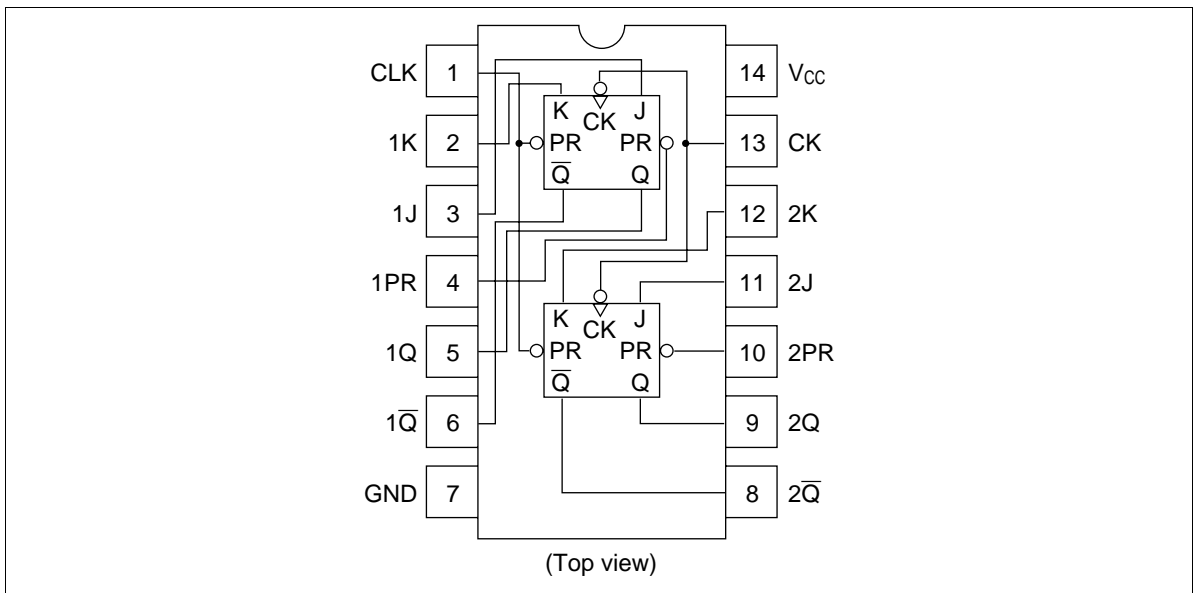 CLK 1
1K 2
1J 3
1PR 4
1Q 5
1Q̅ 6
GND 7
14 VCC
13 CK
12 2K
11 2J
10 2PR
9 2Q
8 2Q̅
K CK J
PR PR
Q̅ Q
K CK J
PR PR
Q̅ Q
(Top view)